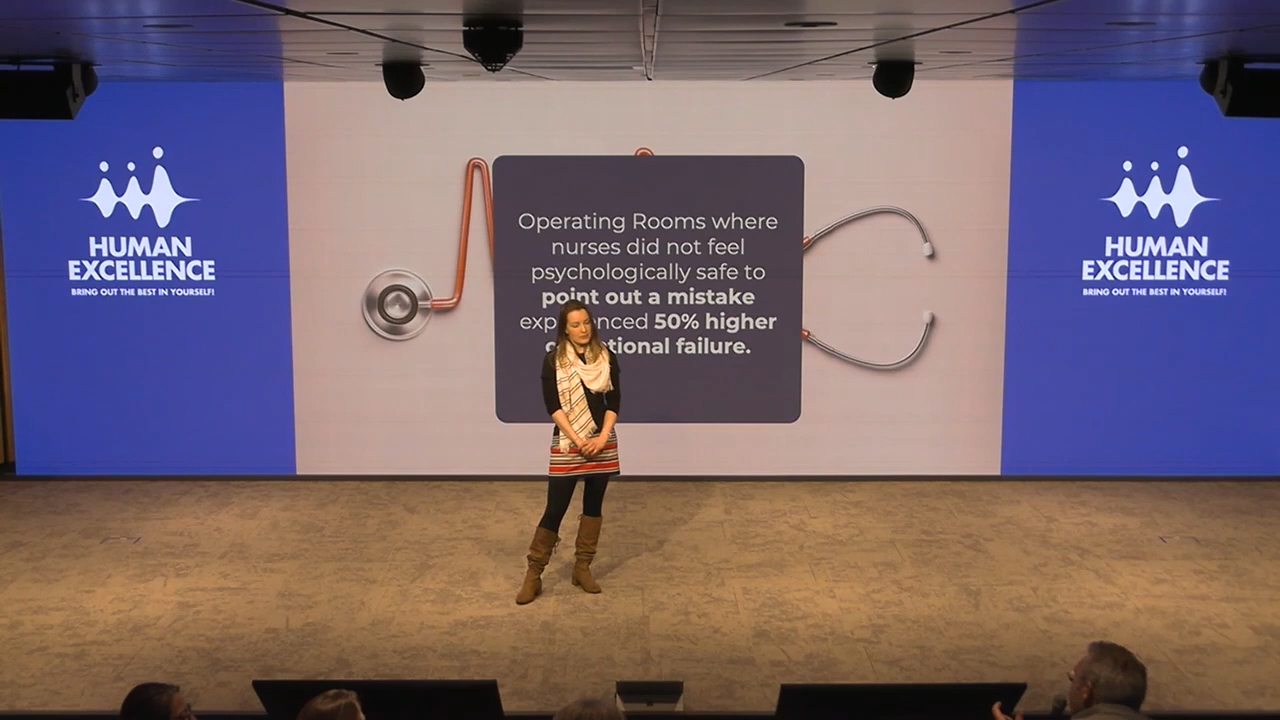 HUMAN
EXCELLENCE
BRING OUT THE BEST IN YOURSELF!
Operating Rooms where
nurses did not feel
psychologically safe to
point out a mistake
50% higher
failure.
HUMAN
EXCELLENCE
BRING OUT THE BEST IN YOURSELF!